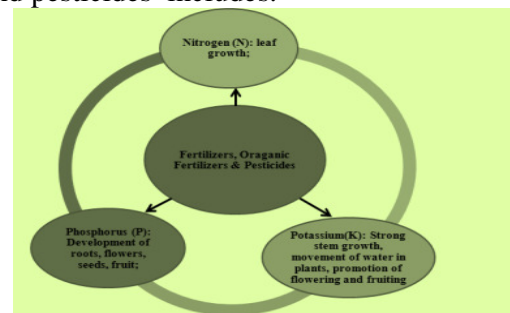 pesticides includes:
Nitrogen (N): leaf
growth;
Fertilizers, Oraganic
Fertilizers & Pesticides
Phosphorus (P):
Development of
roots, flowers,
seeds, fruit;
Potassium(K): Strong
stem growth,
movement of water in
plants, promotion of
flowering and fruiting